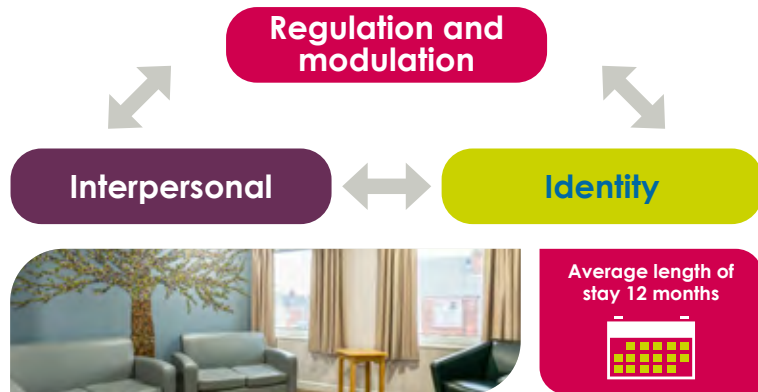 Regulation and
modulation
Interpersonal
Identity
Average length of
stay 12 months